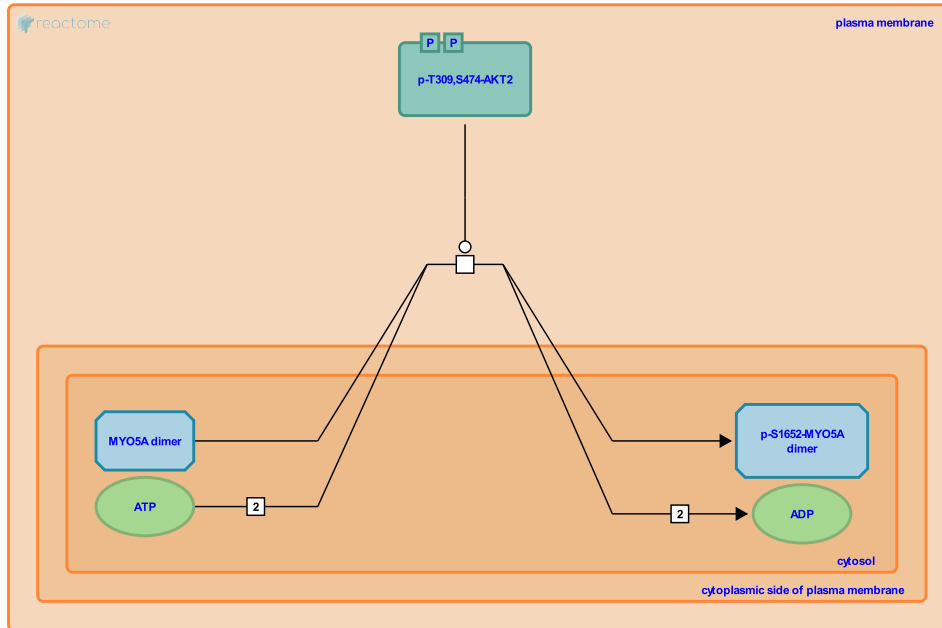 reactome
plasma membrane
P P
p-T309,S474-AKT2
MYO5A dimer
p-S1652-MYO5A
dimer
ATP
2
2
ADP
cytosol
cytoplasmic side of plasma membrane